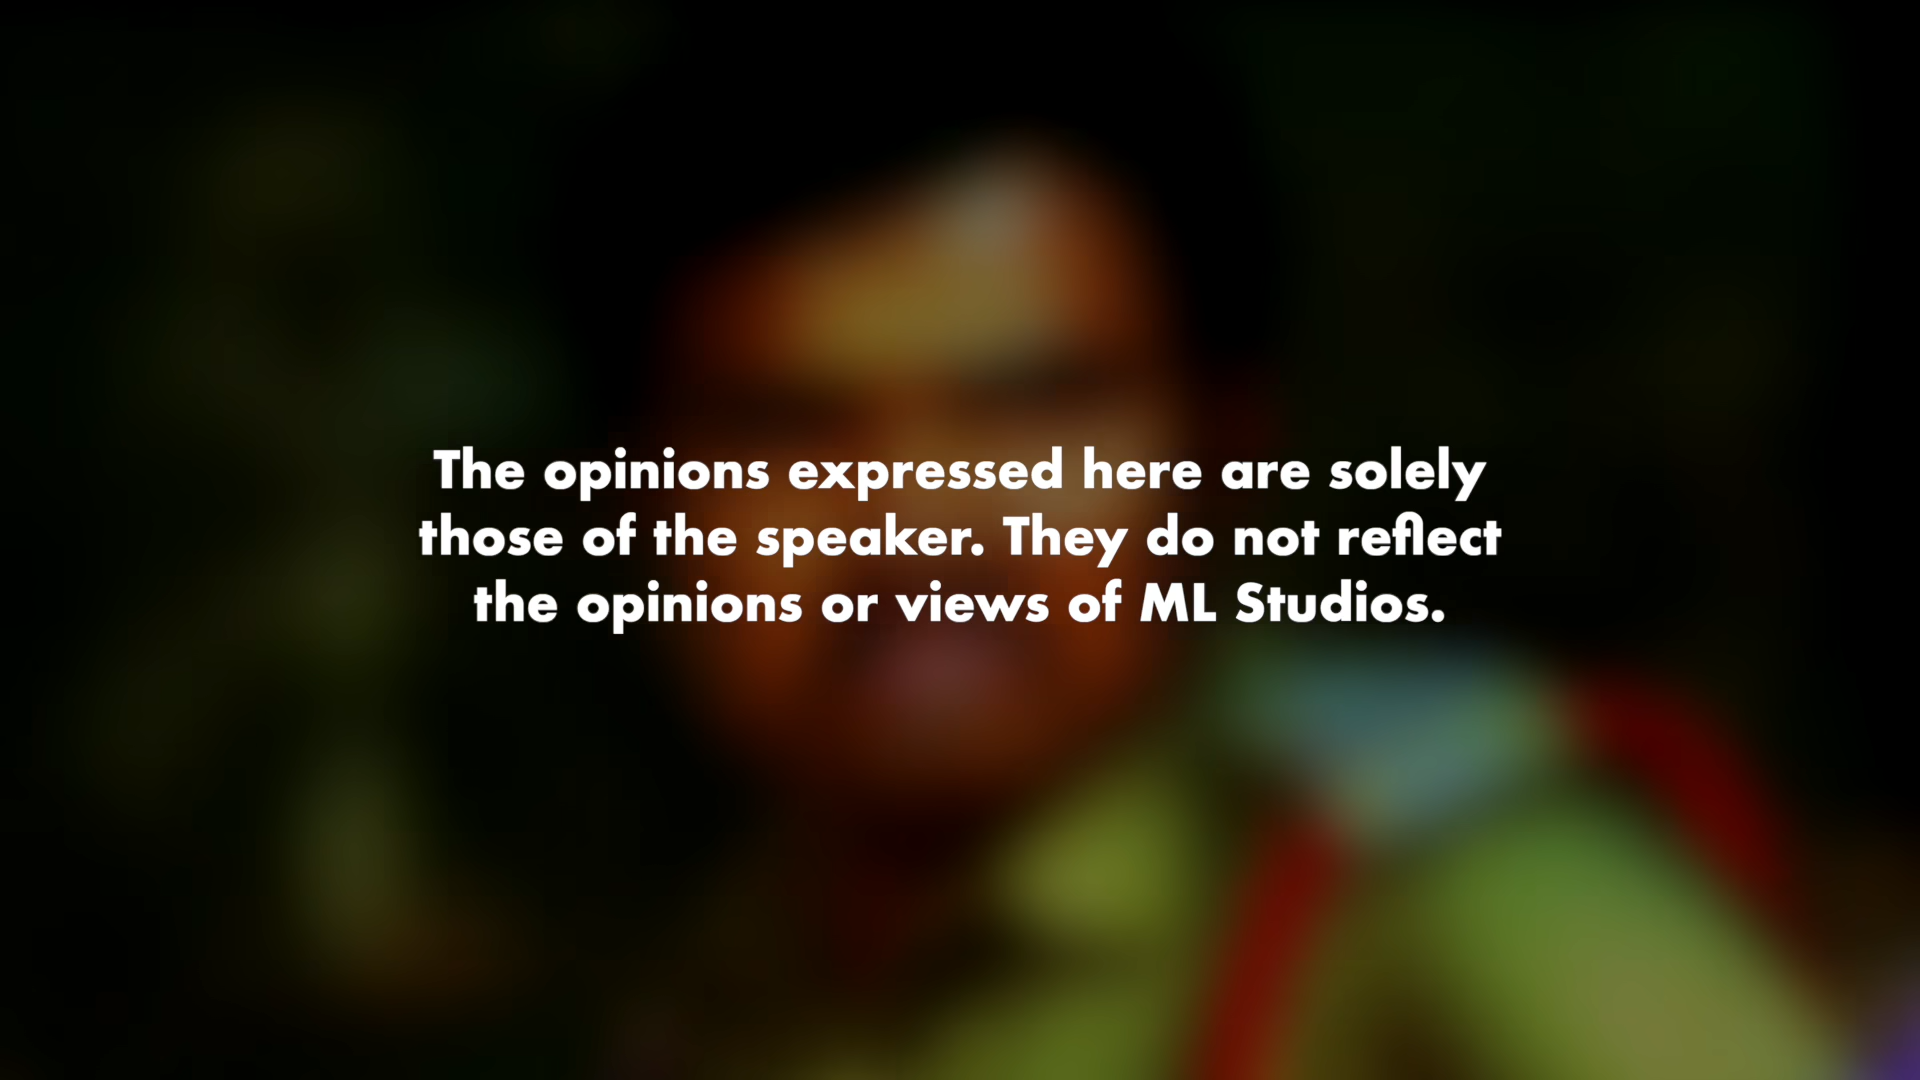 The opinions expressed here are solely
those of the speaker. They do not reflect
the opinions or views of ML Studios.